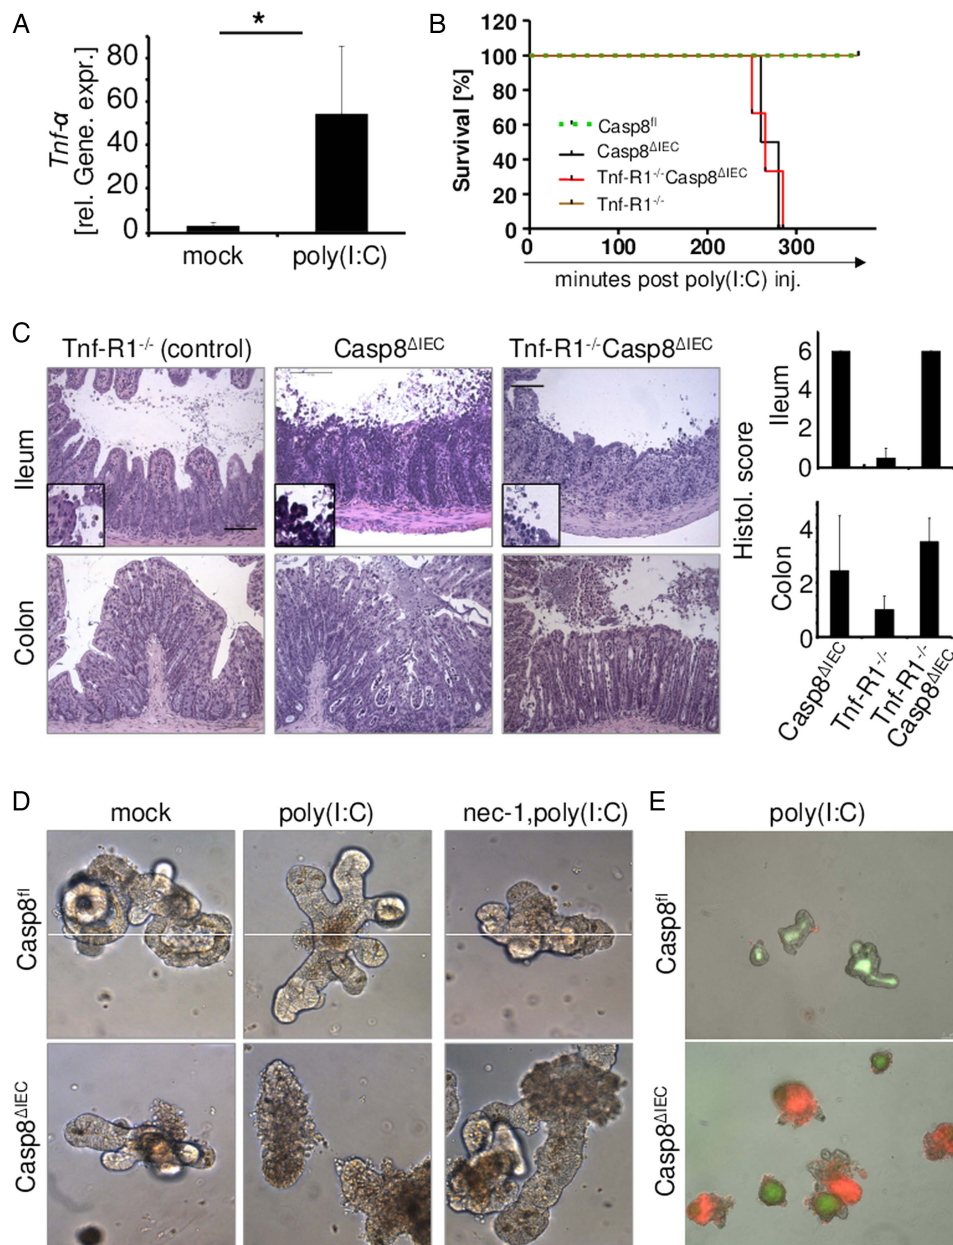 A
*
Tnf-α
[rel. Gene. expr.]
80
60
40
20
0
mock
poly(I:C)
B
Survival [%]
120
100
80
60
40
20
0
Casp8fl
Casp8ΔIEC
Tnf-R1-/-Casp8ΔIEC
Tnf-R1-/-
0
100
200
300
minutes post poly(I:C) inj.
C
Tnf-R1-/- (control)
Casp8ΔIEC
Tnf-R1-/-Casp8ΔIEC
Ileum
Colon
Histol. score
Ileum
6
4
2
0
Colon
4
2
0
Casp8ΔIEC
Tnf-R1-/-
Tnf-R1-/-
Casp8ΔIEC
D
mock
poly(I:C)
nec-1,poly(I:C)
Casp8fl
Casp8ΔIEC
E
poly(I:C)
Casp8fl
Casp8ΔIEC